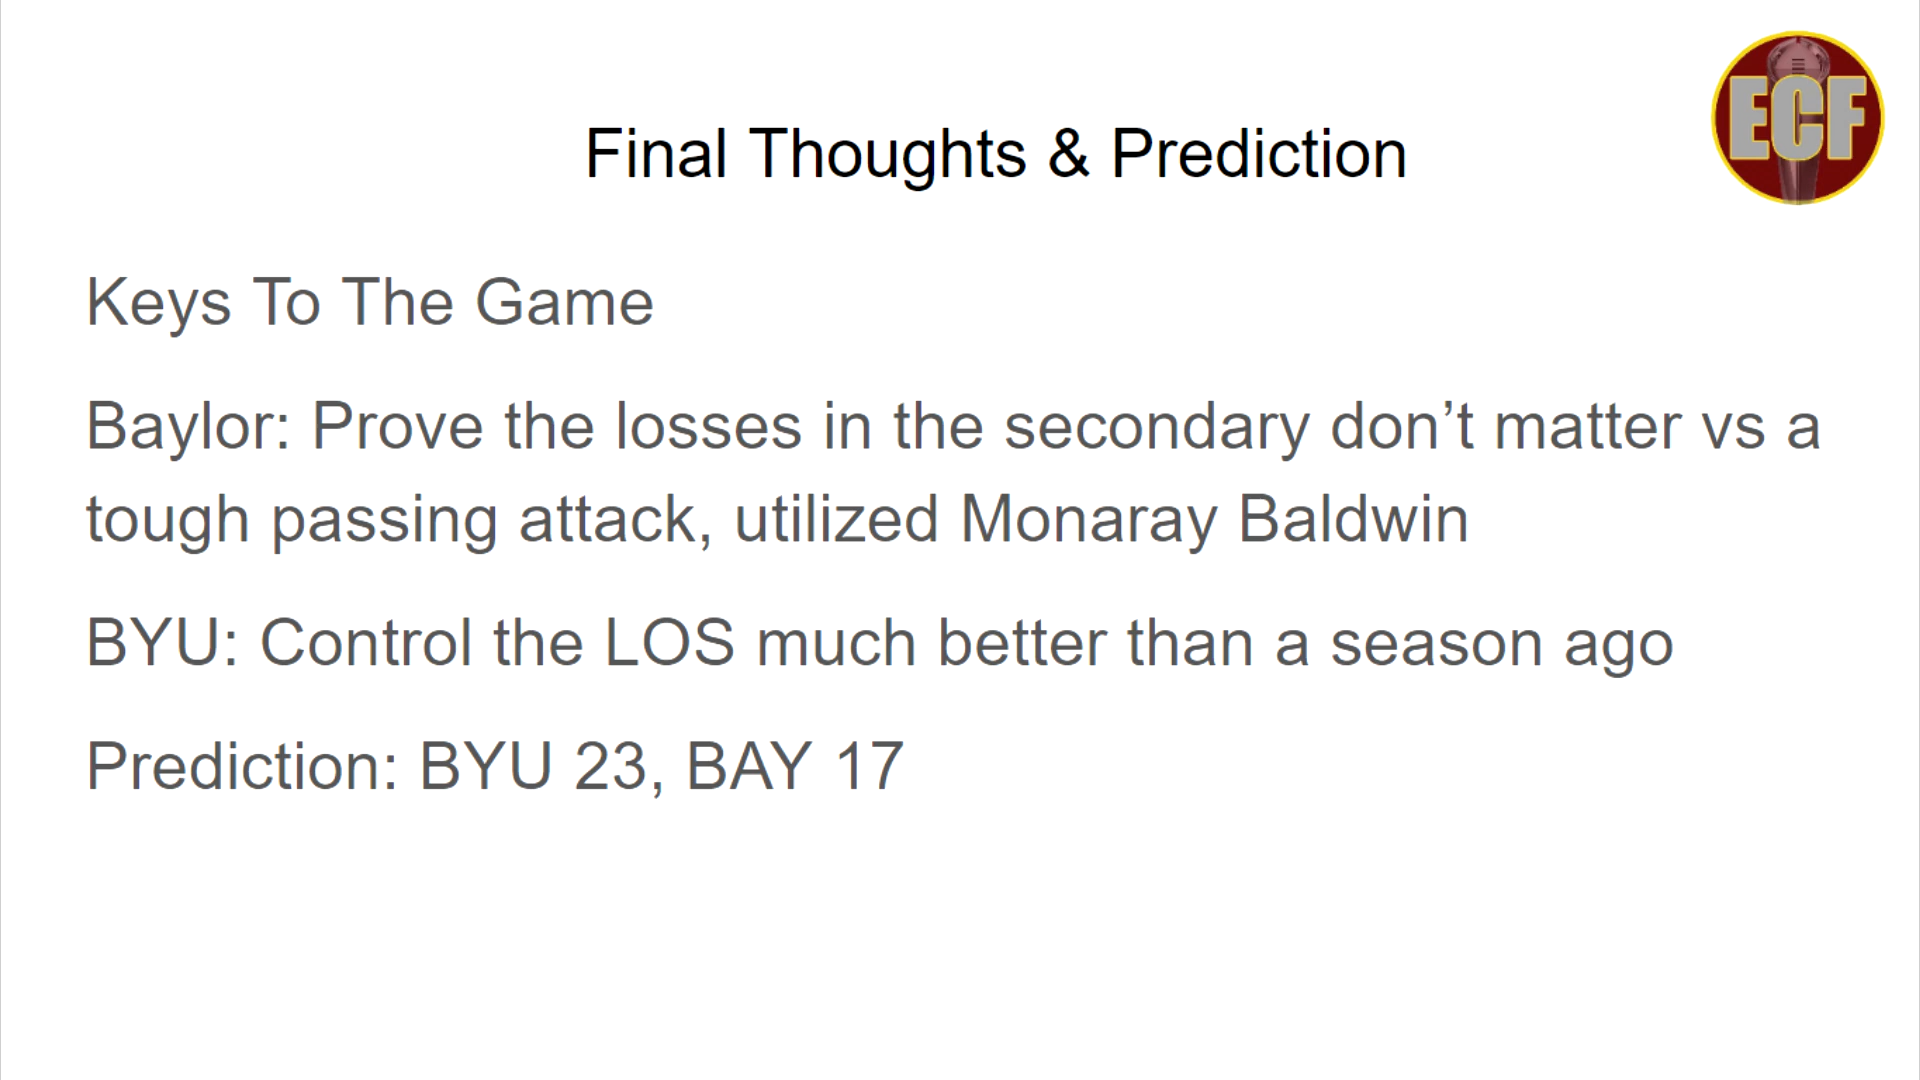 ECF
Final Thoughts & Prediction
Keys To The Game
Baylor: Prove the losses in the secondary don’t matter vs a
tough passing attack, utilized Monaray Baldwin
BYU: Control the LOS much better than a season ago
Prediction: BYU 23, BAY 17